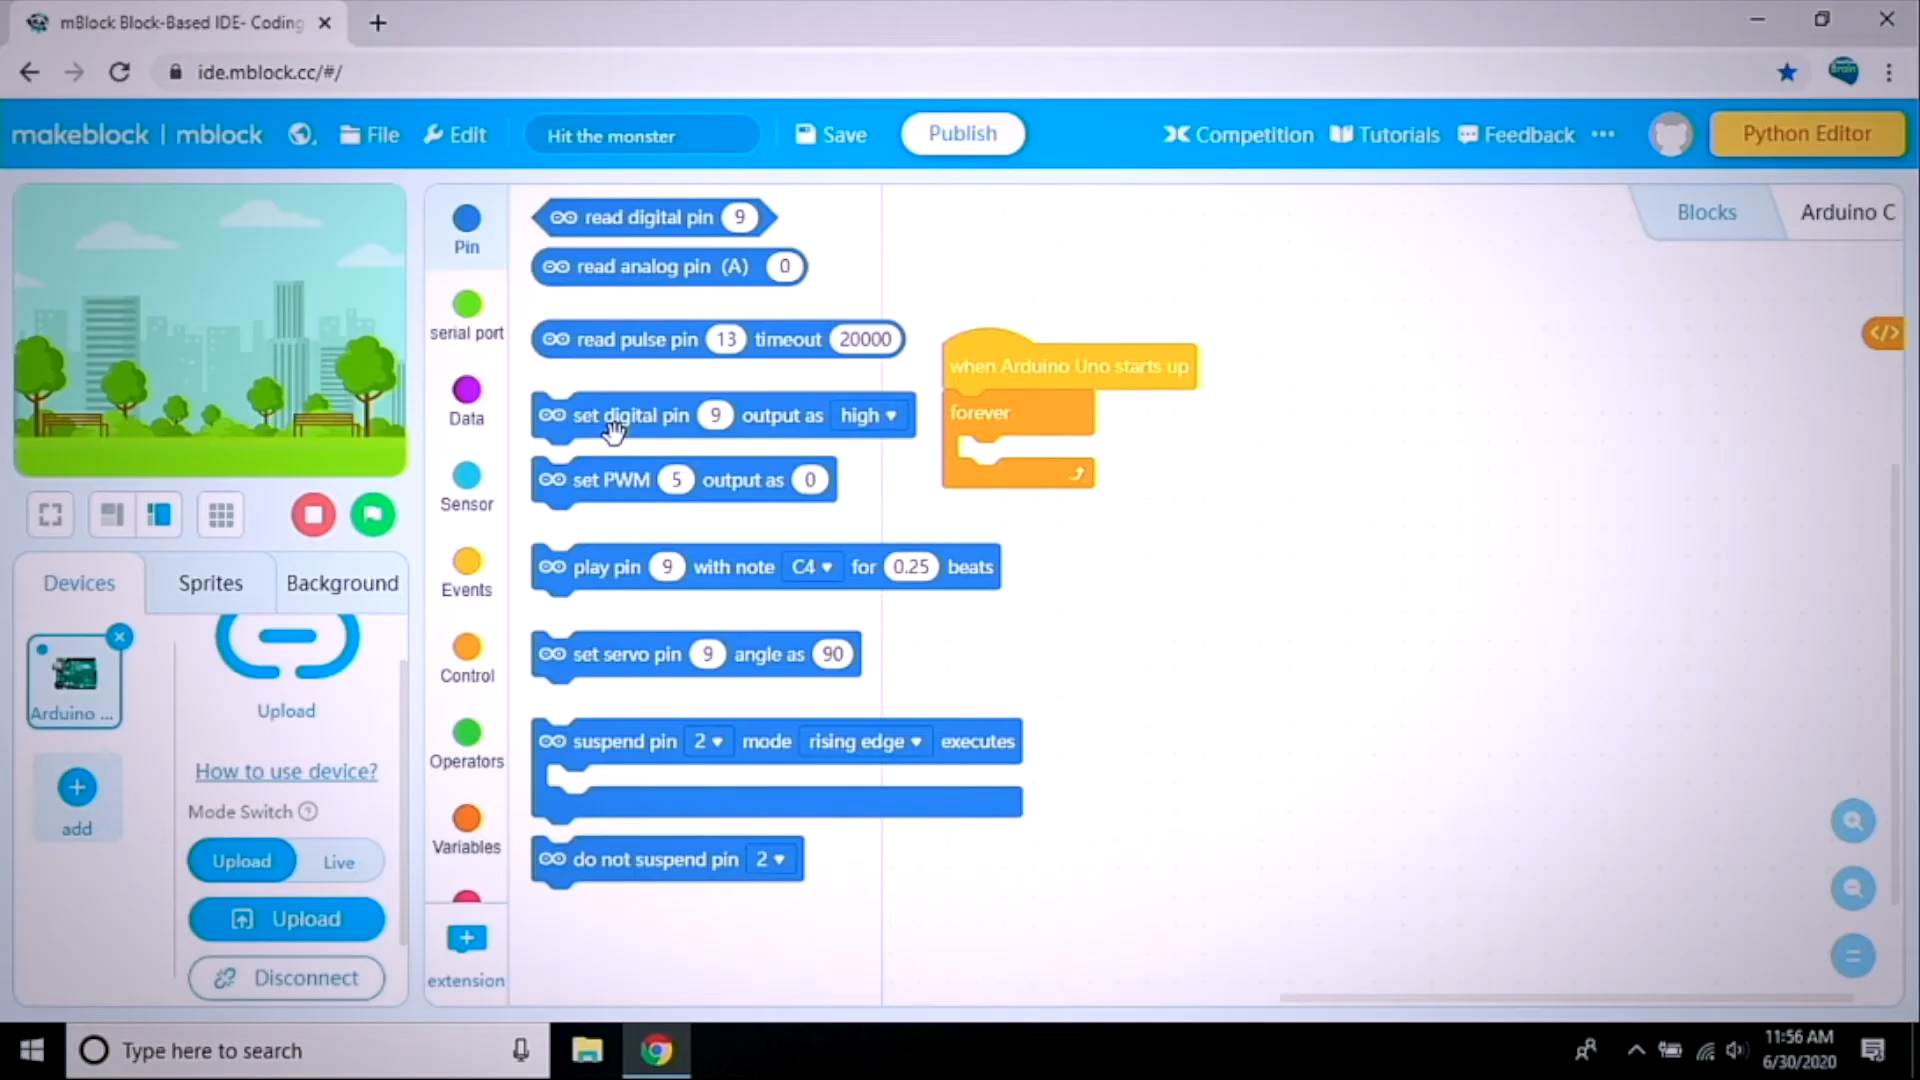 mBlock Block-Based IDE- Coding
ide.mblock.cc/#/
makeblock | mblock
File
Edit
Hit the monster
Save
Publish
Competition
Tutorials
Feedback
Python Editor
Pin
serial port
Data
Sensor
Events
Control
Operators
Variables
extension
read digital pin 9
read analog pin (A) 0
read pulse pin 13 timeout 20000
set digital pin 9 output as high
set PWM 5 output as 0
play pin 9 with note C4 for 0.25 beats
set servo pin 9 angle as 90
suspend pin 2 mode rising edge executes
do not suspend pin 2
when Arduino Uno starts up
forever
Blocks
Arduino C
</>
Devices
Sprites
Background
Arduino ...
add
Upload
How to use device?
Mode Switch ?
Upload
Live
Upload
Disconnect
Type here to search
11:56 AM
6/30/2020